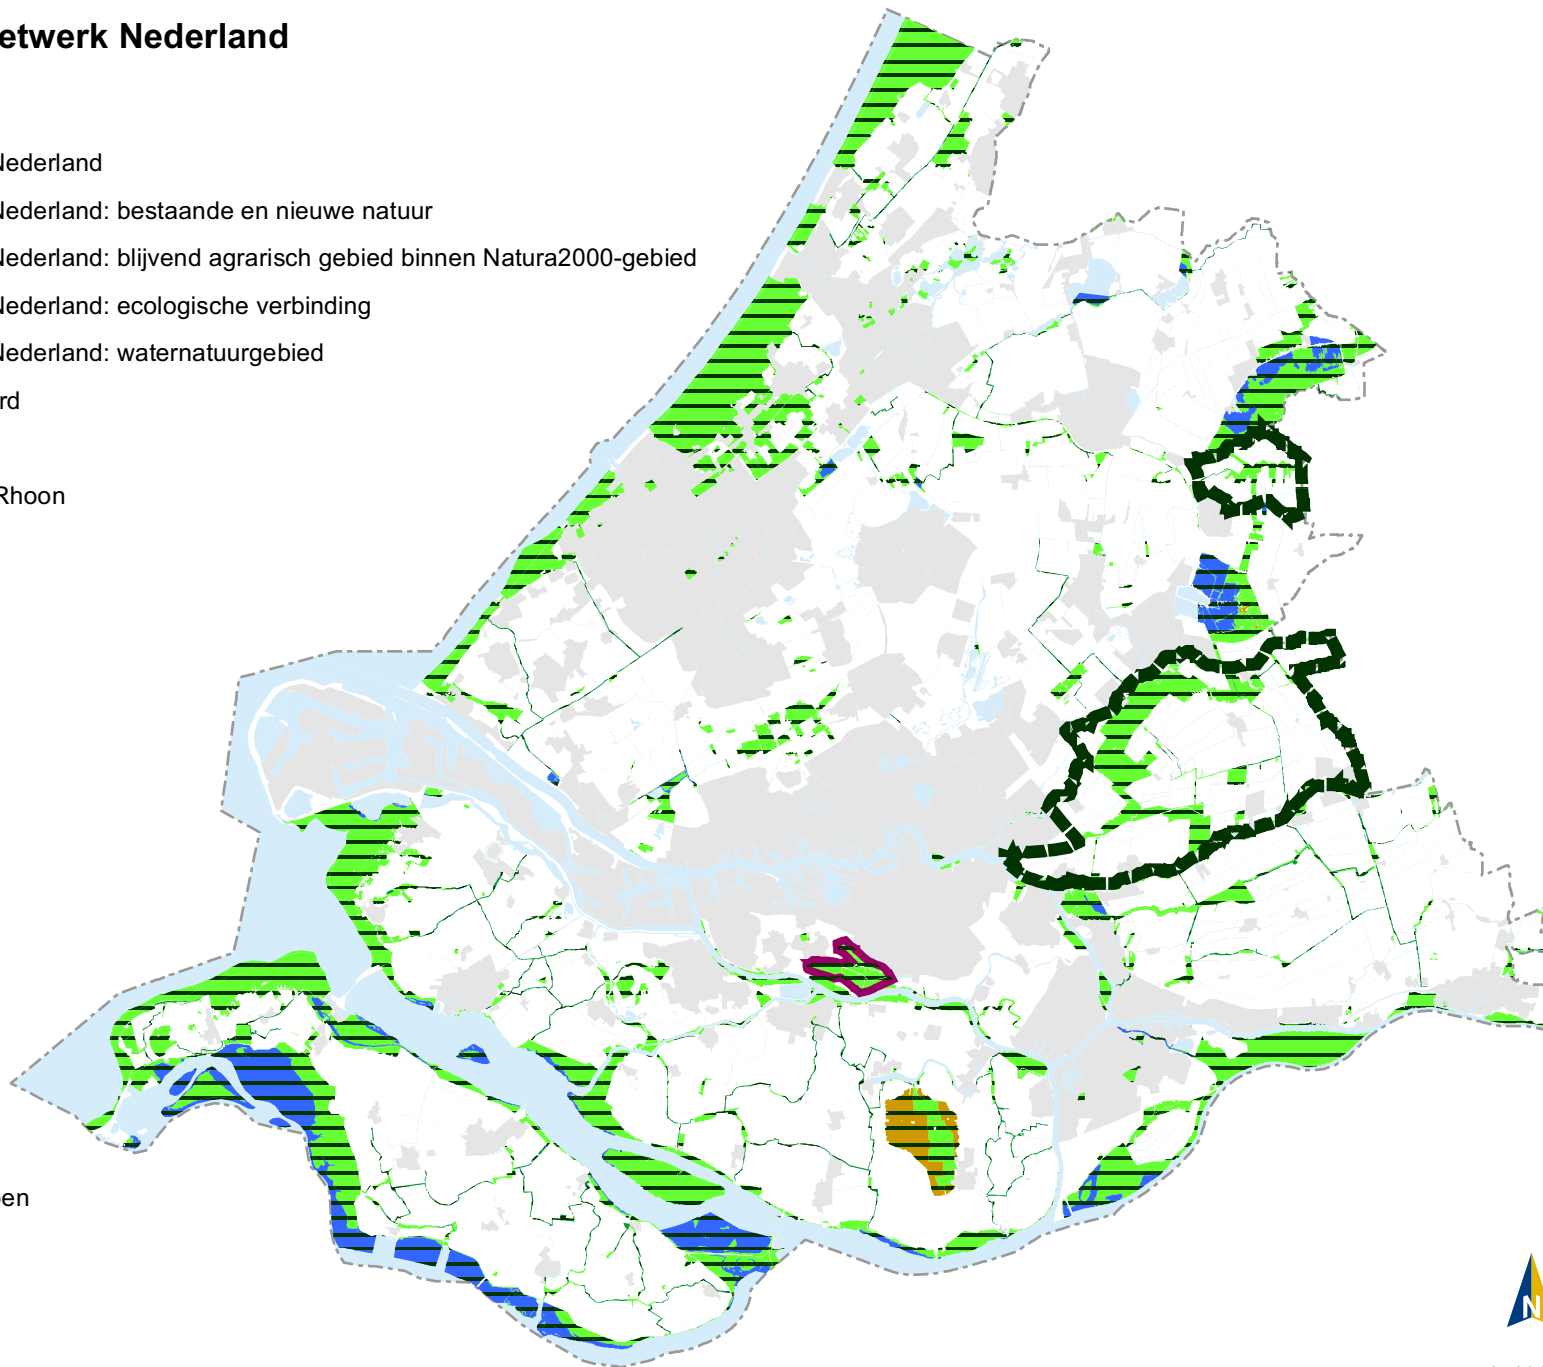 etwerk Nederland
Nederland
Nederland: bestaande en nieuwe natuur
Nederland: blijvend agrarisch gebied binnen Natura2000-gebied
Nederland: ecologische verbinding
Nederland: waternatuurgebied
rd
Rhoon
en
N